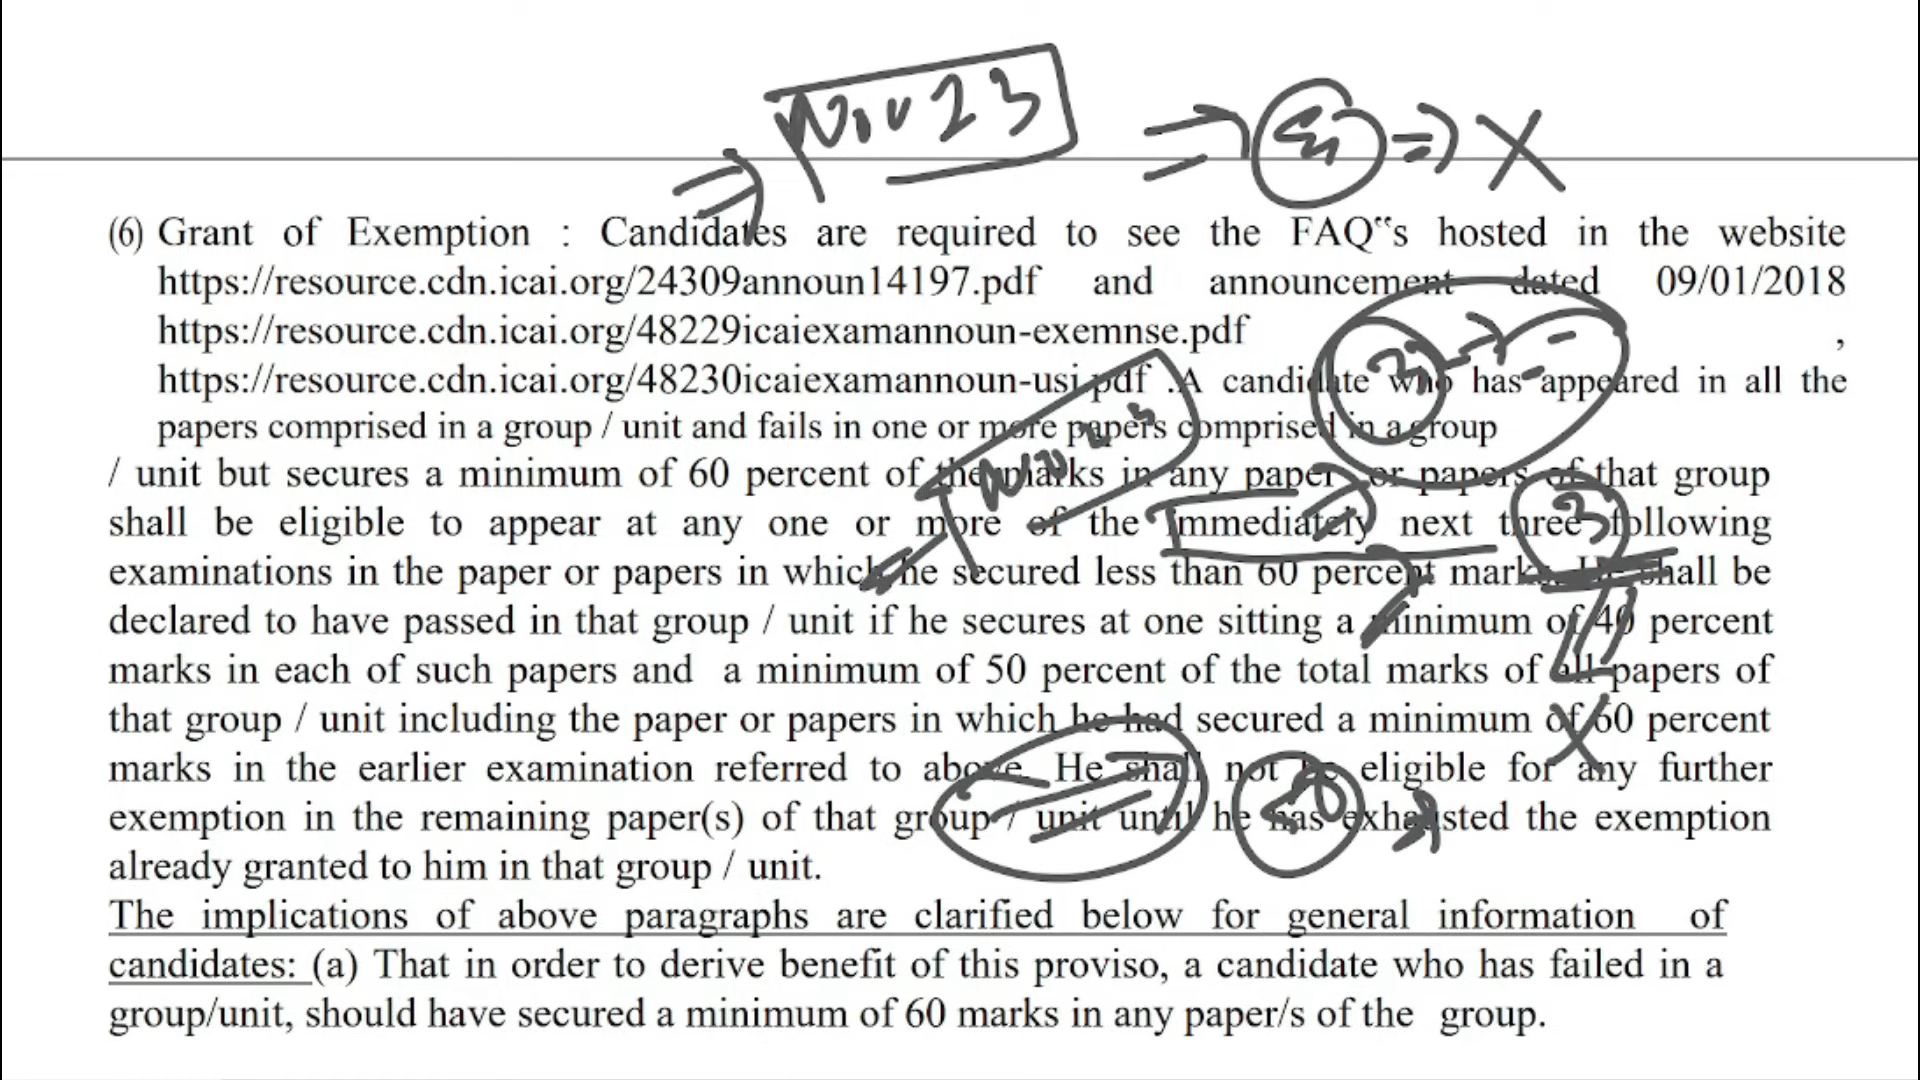 Nov 23
(6) Grant of Exemption : Candidates are required to see the FAQ‟s hosted in the website
https://resource.cdn.icai.org/24309announ14197.pdf and announcement dated 09/01/2018
https://resource.cdn.icai.org/48229icaiexamannoun-exemnse.pdf ,
https://resource.cdn.icai.org/48230icaiexamannoun-usi.pdf .A candidate who has appeared in all the
papers comprised in a group / unit and fails in one or more papers comprised in a group
/ unit but secures a minimum of 60 percent of the marks in any paper or papers of that group
shall be eligible to appear at any one or more of the immediately next three following
examinations in the paper or papers in which he secured less than 60 percent marks. He shall be
declared to have passed in that group / unit if he secures at one sitting a minimum of 40 percent
marks in each of such papers and a minimum of 50 percent of the total marks of all papers of
that group / unit including the paper or papers in which he had secured a minimum of 60 percent
marks in the earlier examination referred to above. He shall not be eligible for any further
exemption in the remaining paper(s) of that group / unit until he has exhausted the exemption
already granted to him in that group / unit.
The implications of above paragraphs are clarified below for general information of
candidates: (a) That in order to derive benefit of this proviso, a candidate who has failed in a
group/unit, should have secured a minimum of 60 marks in any paper/s of the group.